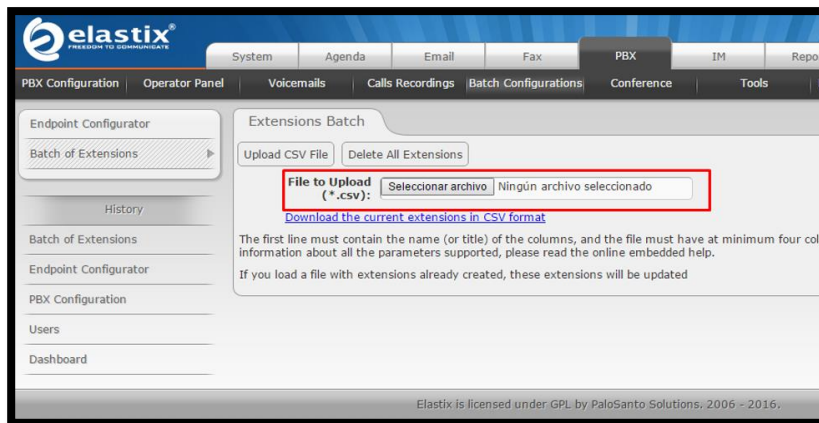 elastix®
FREEDOM TO COMMUNICATE
System Agenda Email Fax PBX IM Repo
PBX Configuration Operator Panel Voicemails Calls Recordings Batch Configurations Conference Tools
Endpoint Configurator
Batch of Extensions
History
Batch of Extensions
Endpoint Configurator
PBX Configuration
Users
Dashboard
Extensions Batch
Upload CSV File Delete All Extensions
File to Upload Seleccionar archivo Ningún archivo seleccionado
(*.csv):
Download the current extensions in CSV format
The first line must contain the name (or title) of the columns, and the file must have at minimum four col
information about all the parameters supported, please read the online embedded help.
If you load a file with extensions already created, these extensions will be updated
Elastix is licensed under GPL by PaloSanto Solutions. 2006 - 2016.